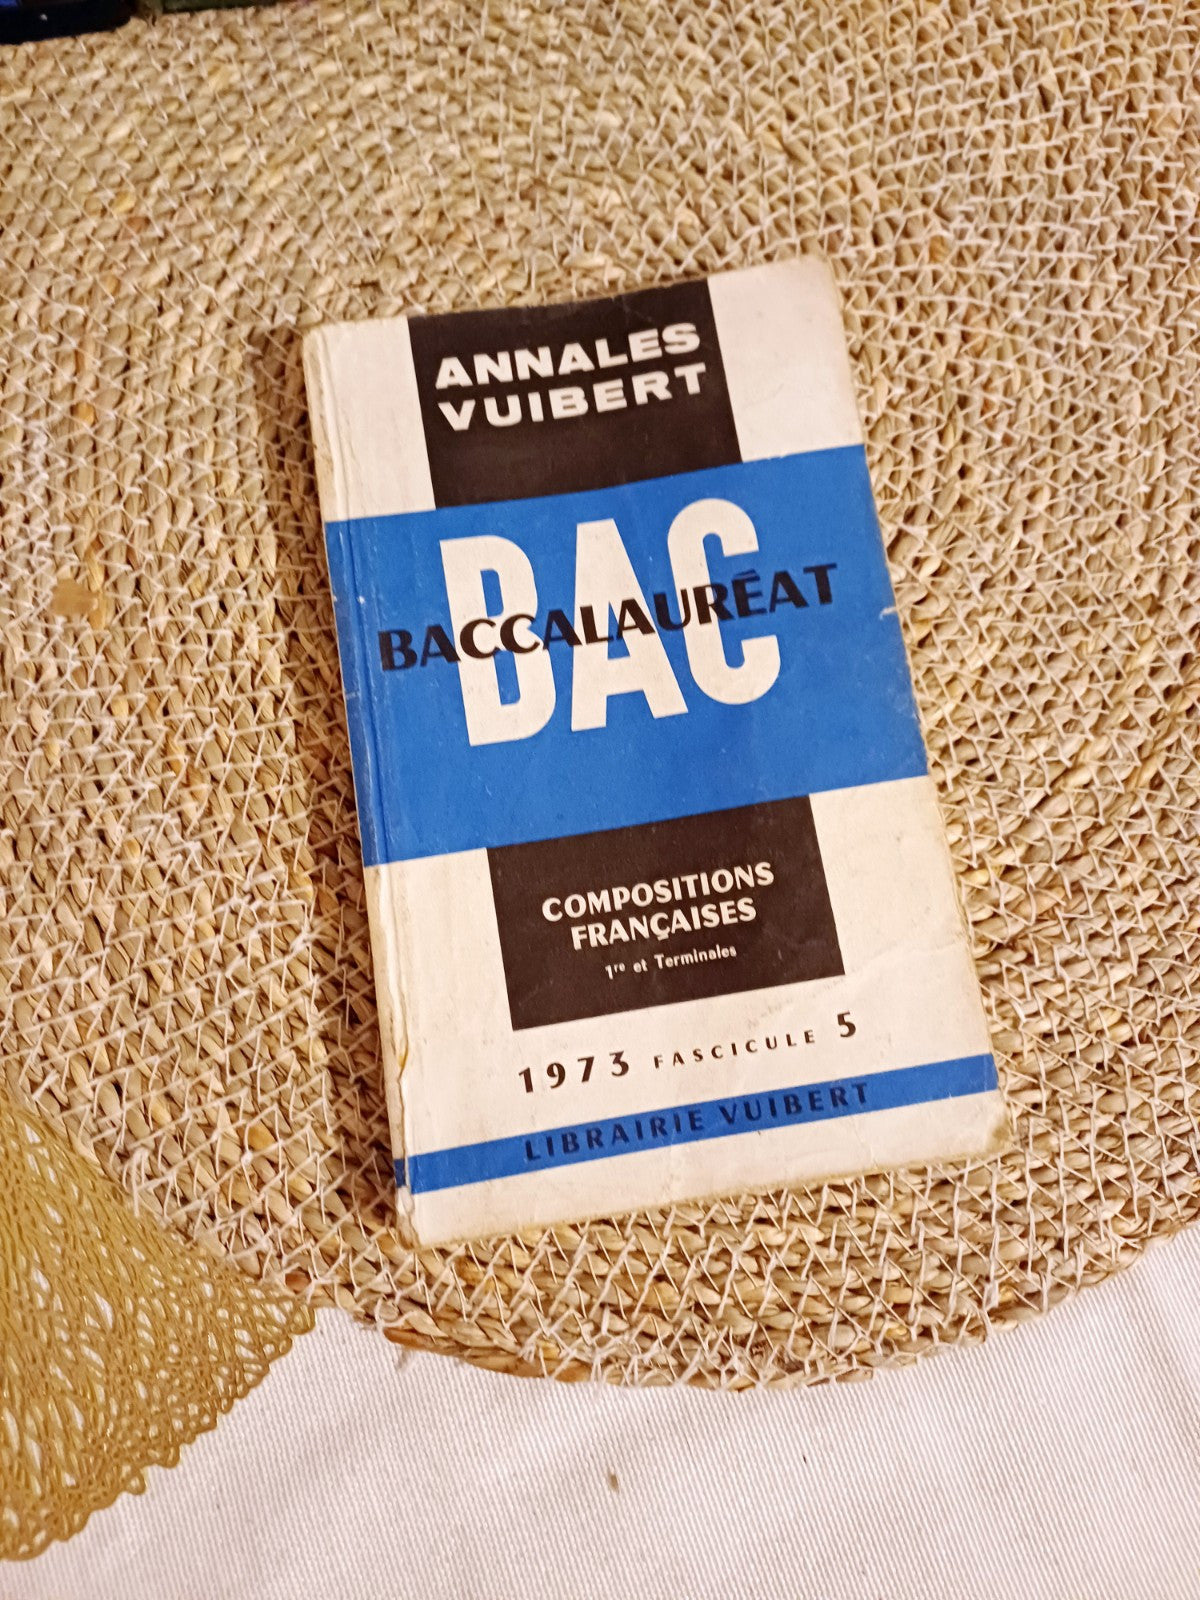 ANNALES
VUIBERT
BAC
BACCALAURÉAT
COMPOSITIONS
FRANÇAISES
1re et Terminales
1973 FASCICULE 5
LIBRAIRIE VUIBERT